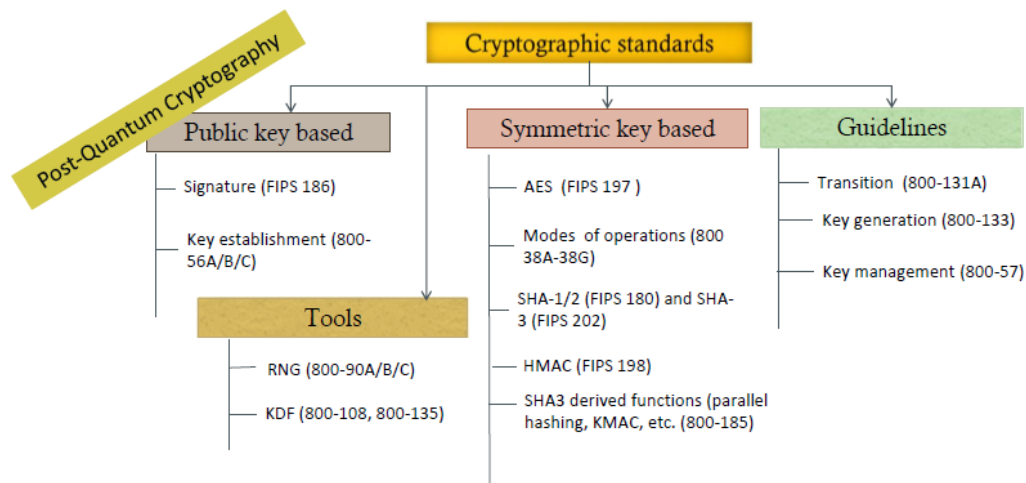 Cryptographic standards
Post-Quantum Cryptography
Public key based
Signature (FIPS 186)
Key establishment (800-
56A/B/C)
Tools
RNG (800-90A/B/C)
KDF (800-108, 800-135)
Symmetric key based
AES (FIPS 197 )
Modes of operations (800
38A-38G)
SHA-1/2 (FIPS 180) and SHA-
3 (FIPS 202)
HMAC (FIPS 198)
SHA3 derived functions (parallel
hashing, KMAC, etc. (800-185)
Guidelines
Transition (800-131A)
Key generation (800-133)
Key management (800-57)